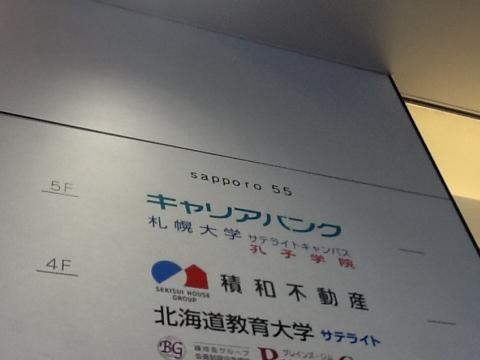 sapporo 55
5F
キャリアバンク
札幌大学 サテライトキャンパス
孔子学院
4F
SEKISUI HOUSE
GROUP
積和不動産
北海道教育大学 サテライト
BG